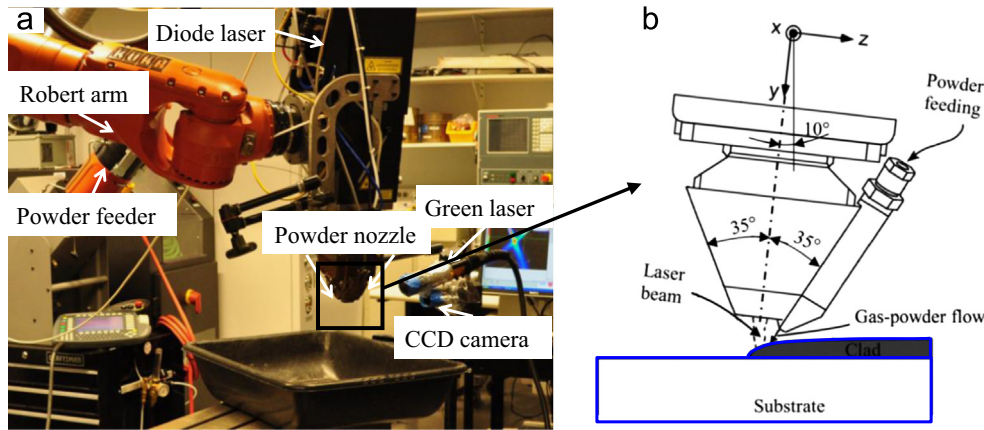 a
Diode laser
KUKA
Robert arm
Powder feeder
Green laser
Powder nozzle
CCD camera
b
x
z
y
10°
Powder
feeding
35°
35°
Laser
beam
Gas-powder flow
Clad
Substrate